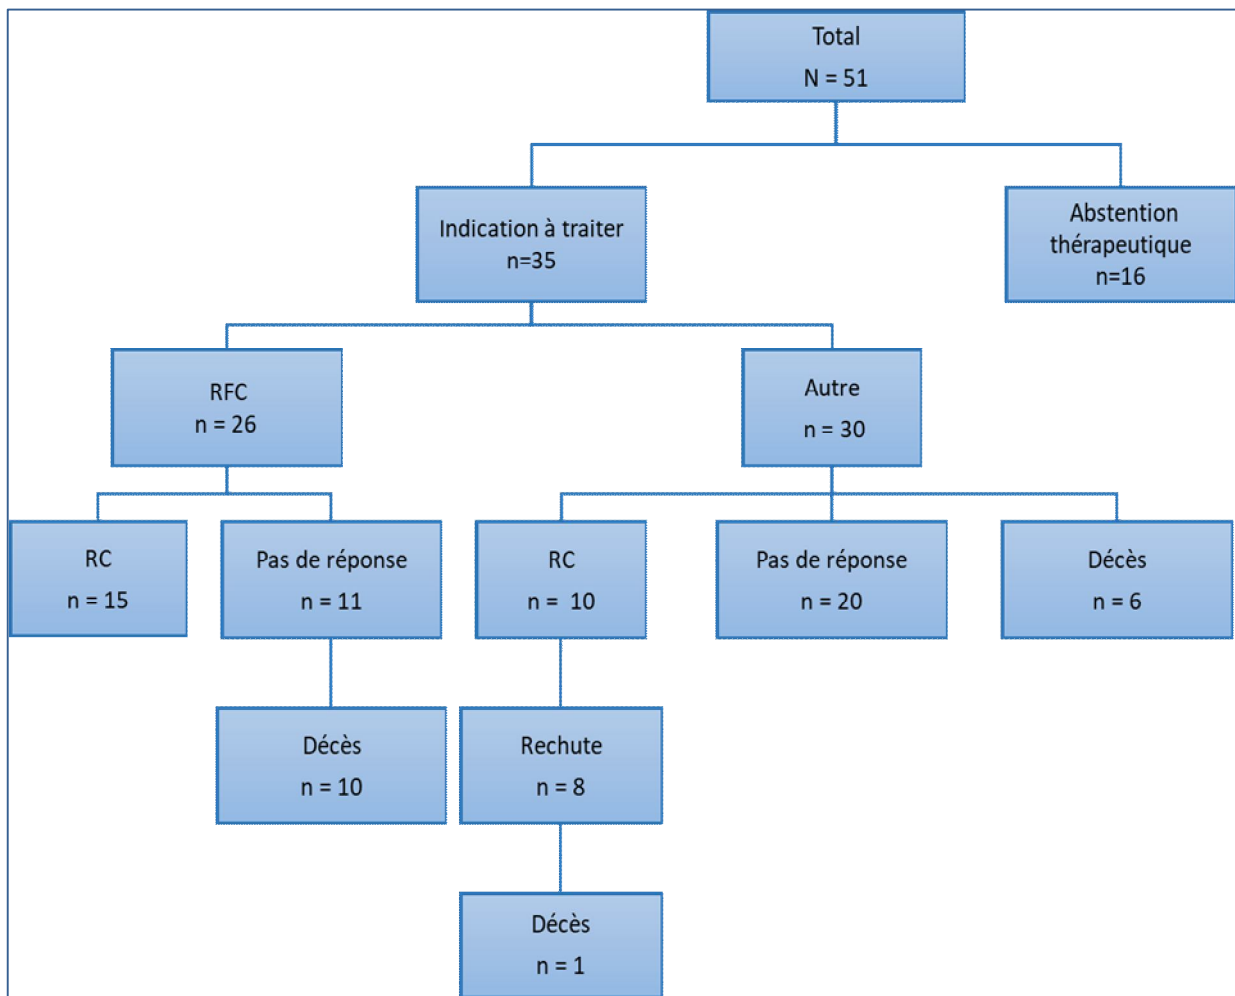 Total
N = 51
Indication à traiter
n=35
Abstention
thérapeutique
n=16
RFC
n = 26
Autre
n = 30
RC
n = 15
Pas de réponse
n = 11
RC
n = 10
Pas de réponse
n = 20
Décès
n = 6
Décès
n = 10
Rechute
n = 8
Décès
n = 1